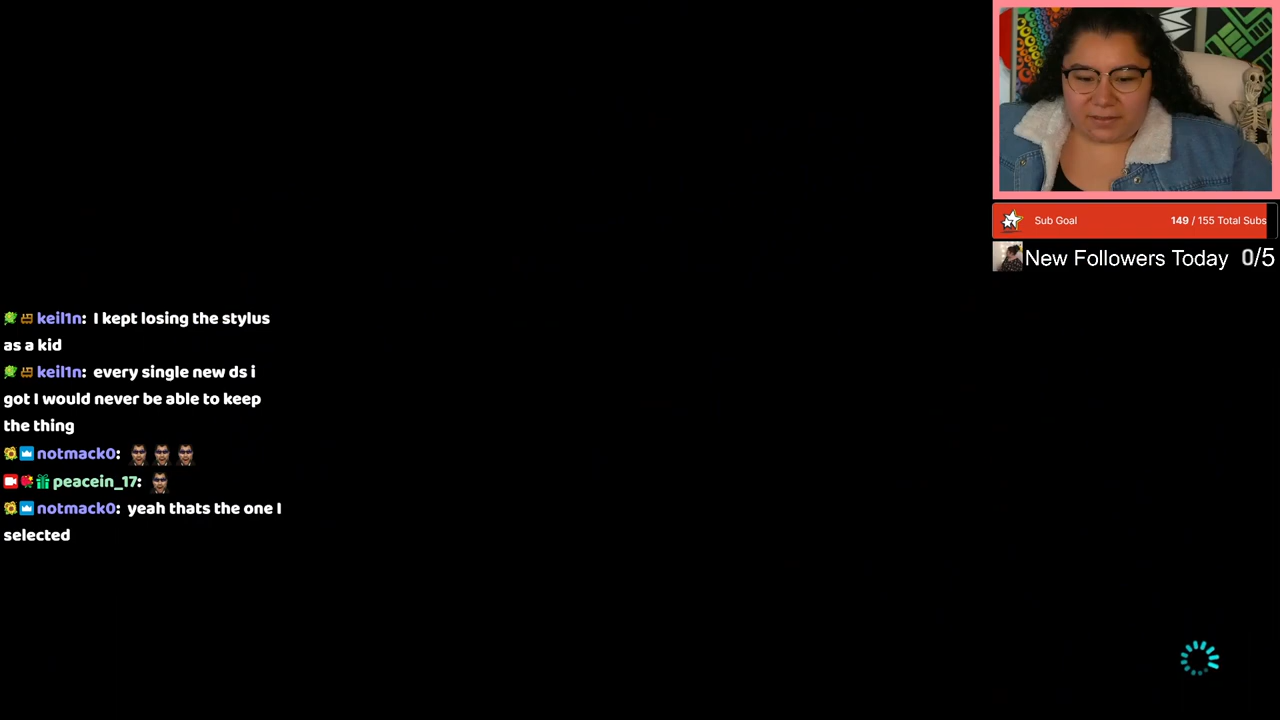 Sub Goal 149 / 155 Total Subs
New Followers Today 0/5
keil1n: I kept losing the stylus
as a kid
keil1n: every single new ds i
got I would never be able to keep
the thing
notmack0:
peacein_17:
notmack0: yeah thats the one I
selected